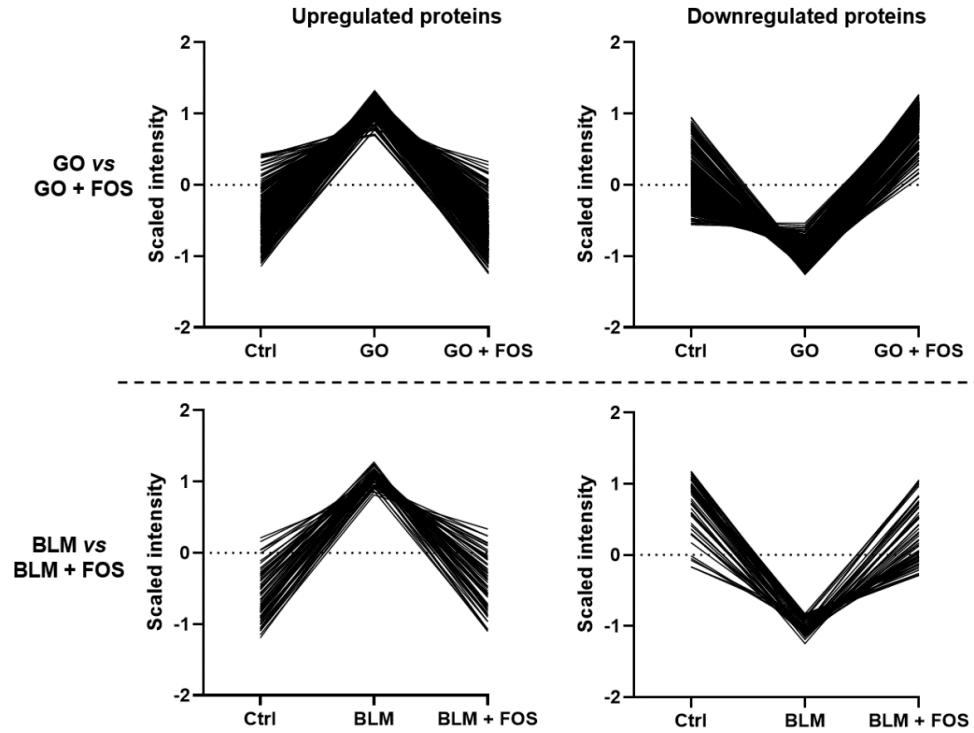 Upregulated proteins
Downregulated proteins
GO vs
GO + FOS
Scaled intensity
2
1
0
-1
-2
Ctrl
GO
GO + FOS
Scaled intensity
2
1
0
-1
-2
Ctrl
GO
GO + FOS
BLM vs
BLM + FOS
Scaled intensity
2
1
0
-1
-2
Ctrl
BLM
BLM + FOS
Scaled intensity
2
1
0
-1
-2
Ctrl
BLM
BLM + FOS